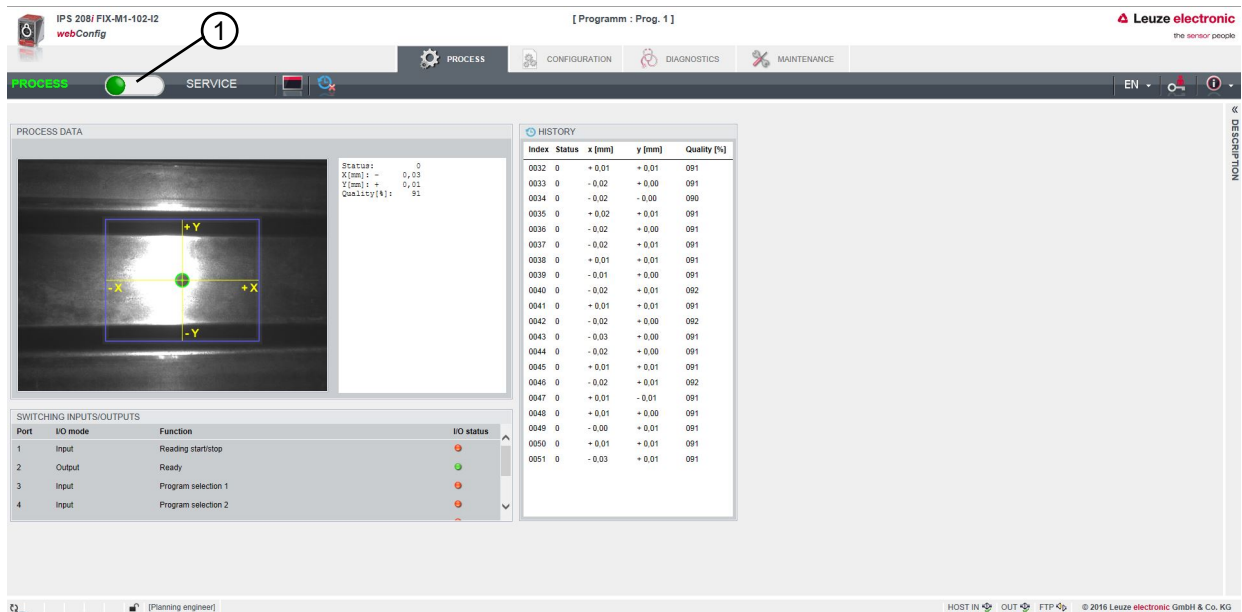 IPS 208i FIX-M1-102-I2
webConfig
1
[ Programm : Prog. 1 ]
Leuze electronic
the sensor people
PROCESS
CONFIGURATION
DIAGNOSTICS
MAINTENANCE
PROCESS
SERVICE
EN
DESCRIPTION
PROCESS DATA
+Y
-X
+X
-Y
Status: 0
X[mm]: - 0,03
Y[mm]: + 0,01
Quality[%]: 91
HISTORY
Index Status x [mm] y [mm] Quality [%]
0032 0 + 0,01 + 0,01 091
0033 0 - 0,02 + 0,00 091
0034 0 - 0,02 - 0,00 090
0035 0 + 0,02 + 0,01 091
0036 0 - 0,02 + 0,00 091
0037 0 - 0,02 + 0,01 091
0038 0 + 0,01 + 0,01 091
0039 0 - 0,01 + 0,00 091
0040 0 - 0,02 + 0,01 092
0041 0 + 0,01 + 0,01 091
0042 0 - 0,02 + 0,00 092
0043 0 - 0,03 + 0,00 091
0044 0 - 0,02 + 0,00 091
0045 0 + 0,01 + 0,01 091
0046 0 - 0,02 + 0,01 092
0047 0 + 0,01 - 0,01 091
0048 0 + 0,01 + 0,00 091
0049 0 - 0,00 + 0,01 091
0050 0 + 0,01 + 0,01 091
0051 0 - 0,03 + 0,01 091
SWITCHING INPUTS/OUTPUTS
Port I/O mode Function I/O status
1 Input Reading start/stop
2 Output Ready
3 Input Program selection 1
4 Input Program selection 2
[Planning engineer]
HOST IN OUT FTP © 2016 Leuze electronic GmbH & Co. KG